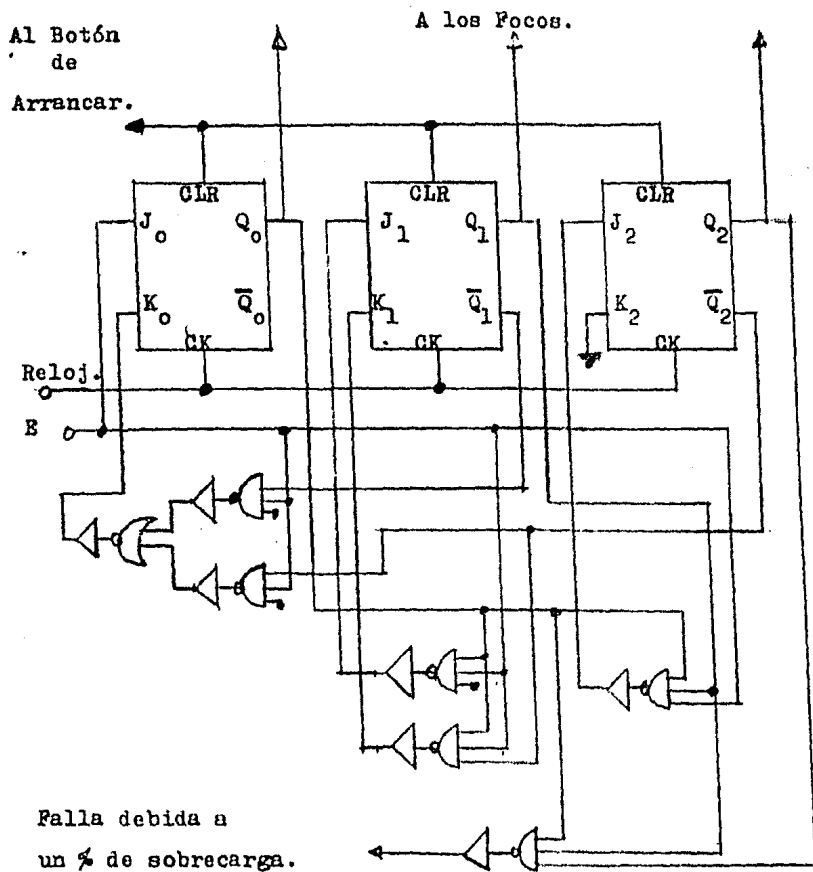 Al Botón
de
Arrancar.
A los Focos.
CLR
CLR
CLR
J0 Q0
J1 Q1
J2 Q2
K0 Q̅0
K1 Q̅1
K2 Q̅2
CK
CK
CK
Reloj.
E
Falla debida a
un % de sobrecarga.